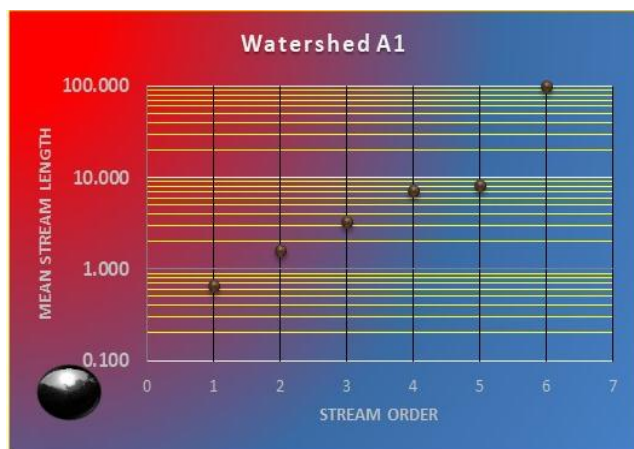 Watershed A1
MEAN STREAM LENGTH
100.000
10.000
1.000
0.100
0 1 2 3 4 5 6 7
STREAM ORDER